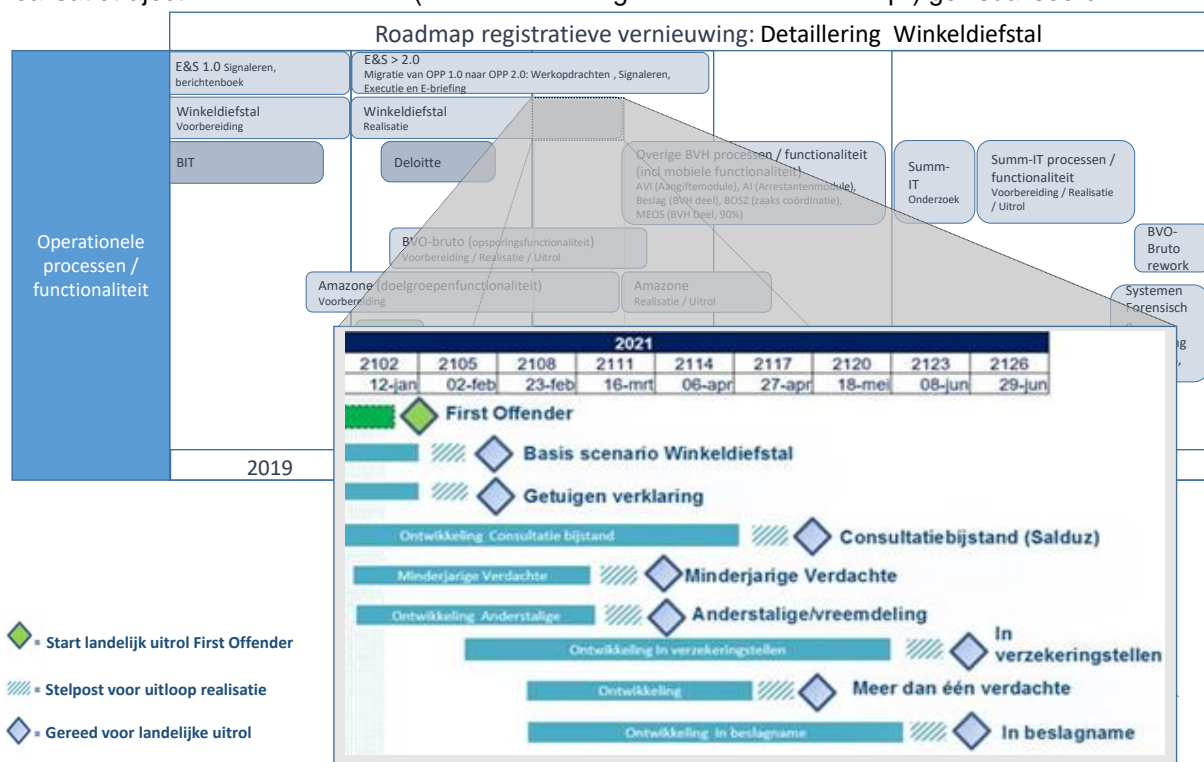 Roadmap registratieve vernieuwing: Detaillering Winkeldiefstal
Operationele
processen /
functionaliteit
E&S 1.0 Signaleren,
berichtenboek
E&S > 2.0
Migratie van OPP 1.0 naar OPP 2.0: Werkopdrachten , Signaleren,
Executie en E-briefing
Winkeldiefstal
Voorbereiding
Winkeldiefstal
Realisatie
BIT
Deloitte
Overige BVH processen / functionaliteit
(incl mobiele functionaliteit)
AVI (Aangiftemodule), AI (Arrestantenmodule),
Beslag (BVH deel), BOSZ (zaaks coördinatie),
MEOS (BVH Deel, 90%)
Summ-
IT
Onderzoek
Summ-IT processen /
functionaliteit
Voorbereiding / Realisatie
/ Uitrol
BVO-bruto (opsporingsfunctionaliteit)
Voorbereiding / Realisatie / Uitrol
BVO-
Bruto
rework
Amazone (doelgroepenfunctionaliteit)
Voorbereiding
Amazone
Realisatie / Uitrol
Systemen
Forensisch
2019
2021
2102 2105 2108 2111 2114 2117 2120 2123 2126
12-jan 02-feb 23-feb 16-mrt 06-apr 27-apr 18-mei 08-jun 29-jun
First Offender
Basis scenario Winkeldiefstal
Getuigen verklaring
Ontwikkeling Consultatie bijstand
Consultatiebijstand (Salduz)
Minderjarige Verdachte
Minderjarige Verdachte
Ontwikkeling Anderstalige
Anderstalige/vreemdeling
Ontwikkeling In verzekeringstellen
In
verzekeringstellen
Ontwikkeling
Meer dan één verdachte
Ontwikkeling in beslagname
In beslagname
= Start landelijk uitrol First Offender
= Stelpost voor uitloop realisatie
= Gereed voor landelijke uitrol